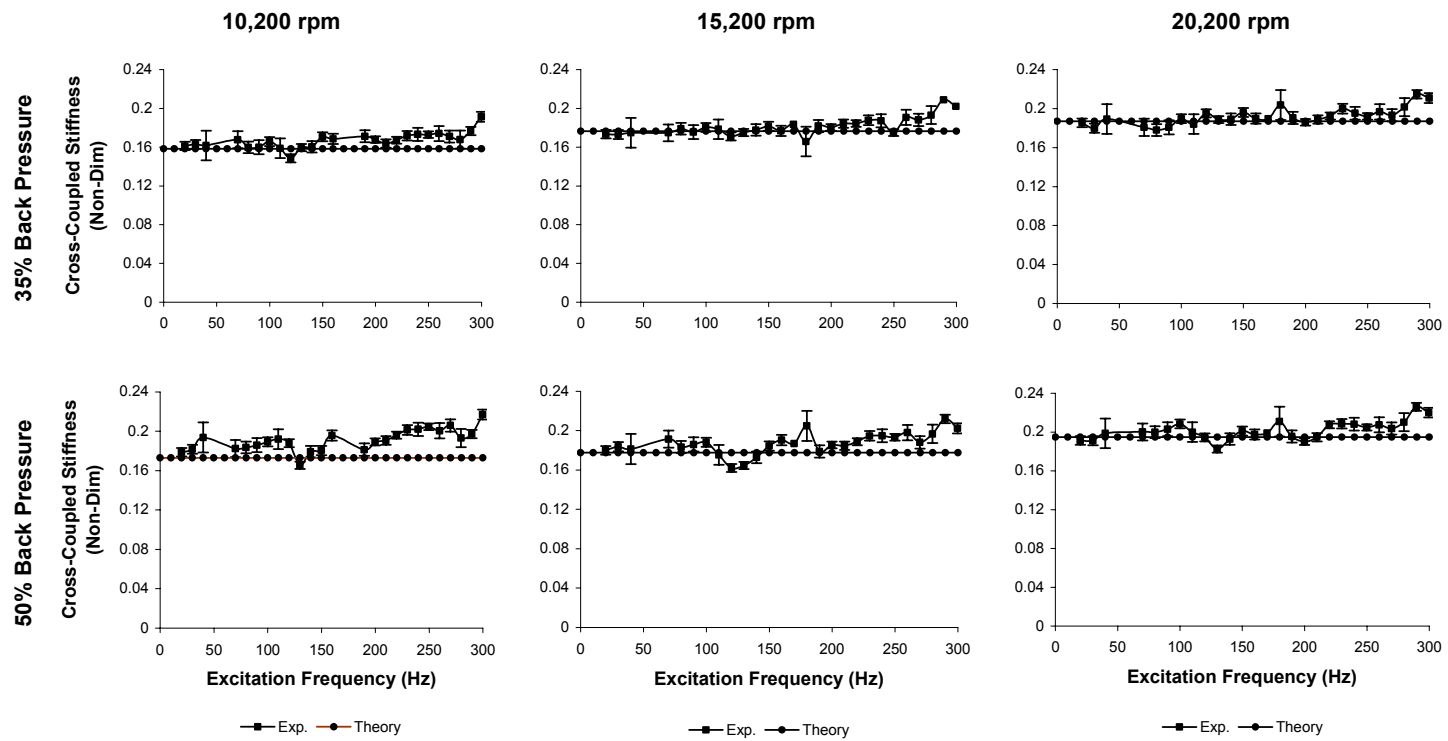 10,200 rpm 15,200 rpm 20,200 rpm
35% Back Pressure
Cross-Coupled Stiffness
(Non-Dim)
0.24
0.2
0.16
0.12
0.08
0.04
0
0 50 100 150 200 250 300
0.24
0.2
0.16
0.12
0.08
0.04
0
0 50 100 150 200 250 300
0.24
0.2
0.16
0.12
0.08
0.04
0
0 50 100 150 200 250 300
50% Back Pressure
Cross-Coupled Stiffness
(Non-Dim)
0.24
0.2
0.16
0.12
0.08
0.04
0
0 50 100 150 200 250 300
Excitation Frequency (Hz)
Exp. Theory
0.24
0.2
0.16
0.12
0.08
0.04
0
0 50 100 150 200 250 300
Excitation Frequency (Hz)
Exp. Theory
0.24
0.2
0.16
0.12
0.08
0.04
0
0 50 100 150 200 250 300
Excitation Frequency (Hz)
Exp. Theory